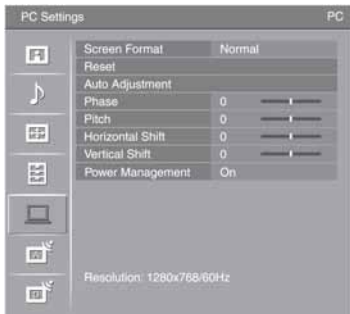 PC Settings PC
Screen Format Normal
Reset
Auto Adjustment
Phase 0
Pitch 0
Horizontal Shift 0
Vertical Shift 0
Power Management On
Resolution: 1280x768/60Hz